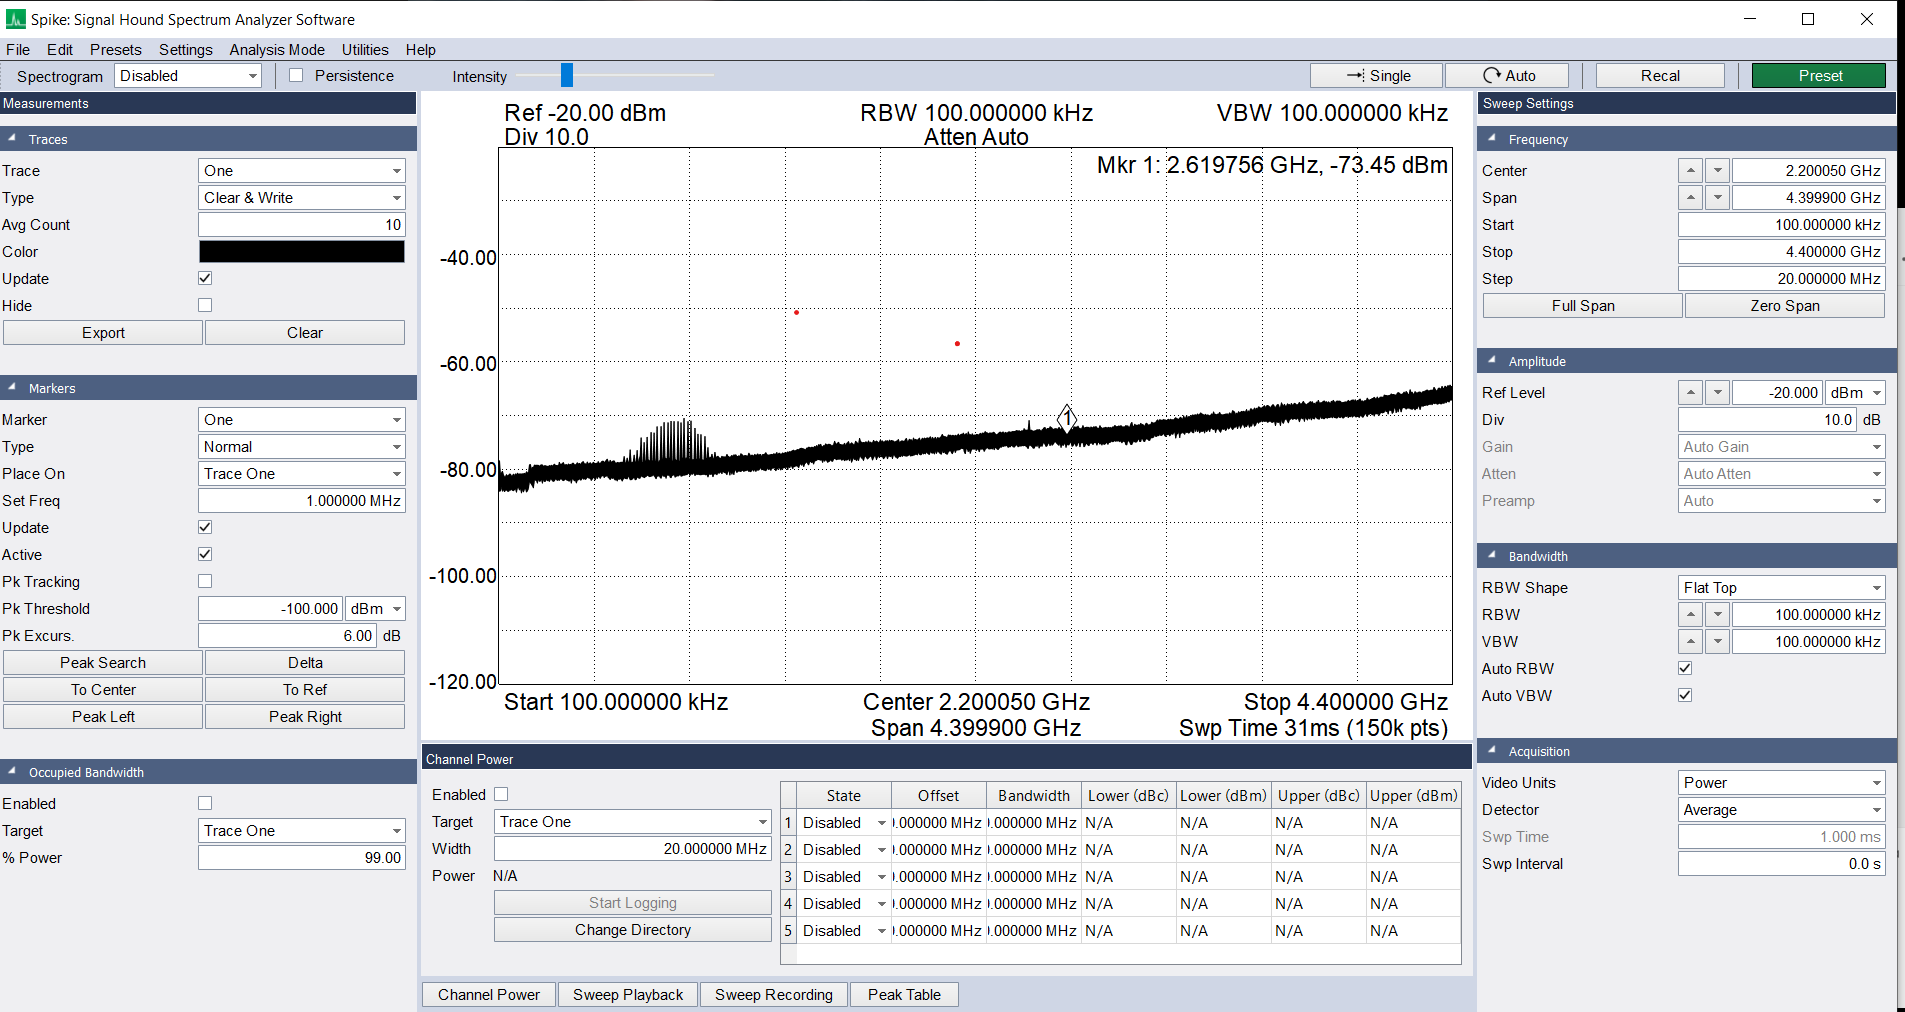 Spike: Signal Hound Spectrum Analyzer Software
File Edit Presets Settings Analysis Mode Utilities Help
Spectrogram Disabled Persistence Intensity Single Auto Recal Preset
Measurements
Traces
Trace One
Type Clear & Write
Avg Count 10
Color
Update
Hide
Export Clear
Markers
Marker One
Type Normal
Place On Trace One
Set Freq 1.000000 MHz
Update
Active
Pk Tracking
Pk Threshold -100.000 dBm
Pk Excurs. 6.00 dB
Peak Search Delta
To Center To Ref
Peak Left Peak Right
Occupied Bandwidth
Enabled
Target Trace One
% Power 99.00
Ref -20.00 dBm RBW 100.000000 kHz VBW 100.000000 kHz
Div 10.0 Atten Auto
Mkr 1: 2.619756 GHz, -73.45 dBm
-40.00
-60.00
1
-80.00
-100.00
-120.00
Start 100.000000 kHz Center 2.200050 GHz Stop 4.400000 GHz
Span 4.399900 GHz Swp Time 31ms (150k pts)
Channel Power
Enabled
Target Trace One
Width 20.000000 MHz
Power N/A
Start Logging
Change Directory
State Offset Bandwidth Lower (dBc) Lower (dBm) Upper (dBc) Upper (dBm)
1 Disabled .000000 MHz .000000 MHz N/A N/A N/A N/A
2 Disabled .000000 MHz .000000 MHz N/A N/A N/A N/A
3 Disabled .000000 MHz .000000 MHz N/A N/A N/A N/A
4 Disabled .000000 MHz .000000 MHz N/A N/A N/A N/A
5 Disabled .000000 MHz .000000 MHz N/A N/A N/A N/A
Channel Power Sweep Playback Sweep Recording Peak Table
Sweep Settings
Frequency
Center 2.200050 GHz
Span 4.399900 GHz
Start 100.000000 kHz
Stop 4.400000 GHz
Step 20.000000 MHz
Full Span Zero Span
Amplitude
Ref Level -20.000 dBm
Div 10.0 dB
Gain Auto Gain
Atten Auto Atten
Preamp Auto
Bandwidth
RBW Shape Flat Top
RBW 100.000000 kHz
VBW 100.000000 kHz
Auto RBW
Auto VBW
Acquisition
Video Units Power
Detector Average
Swp Time 1.000 ms
Swp Interval 0.0 s